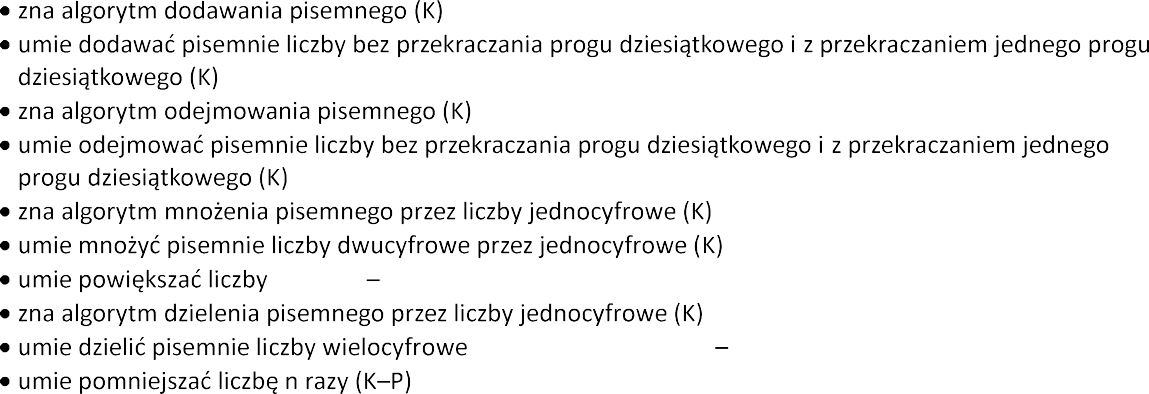 • zna algorytm dodawania pisemnego (K)
• umie dodawać pisemnie liczby bez przekraczania progu dziesiątkowego i z przekraczaniem jednego progu
dziesiątkowego (K)
• zna algorytm odejmowania pisemnego (K)
• umie odejmować pisemnie liczby bez przekraczania progu dziesiątkowego i z przekraczaniem jednego
progu dziesiątkowego (K)
• zna algorytm mnożenia pisemnego przez liczby jednocyfrowe (K)
• umie mnożyć pisemnie liczby dwucyfrowe przez jednocyfrowe (K)
• umie powiększać liczby –
• zna algorytm dzielenia pisemnego przez liczby jednocyfrowe (K)
• umie dzielić pisemnie liczby wielocyfrowe –
• umie pomniejszać liczbę n razy (K–P)